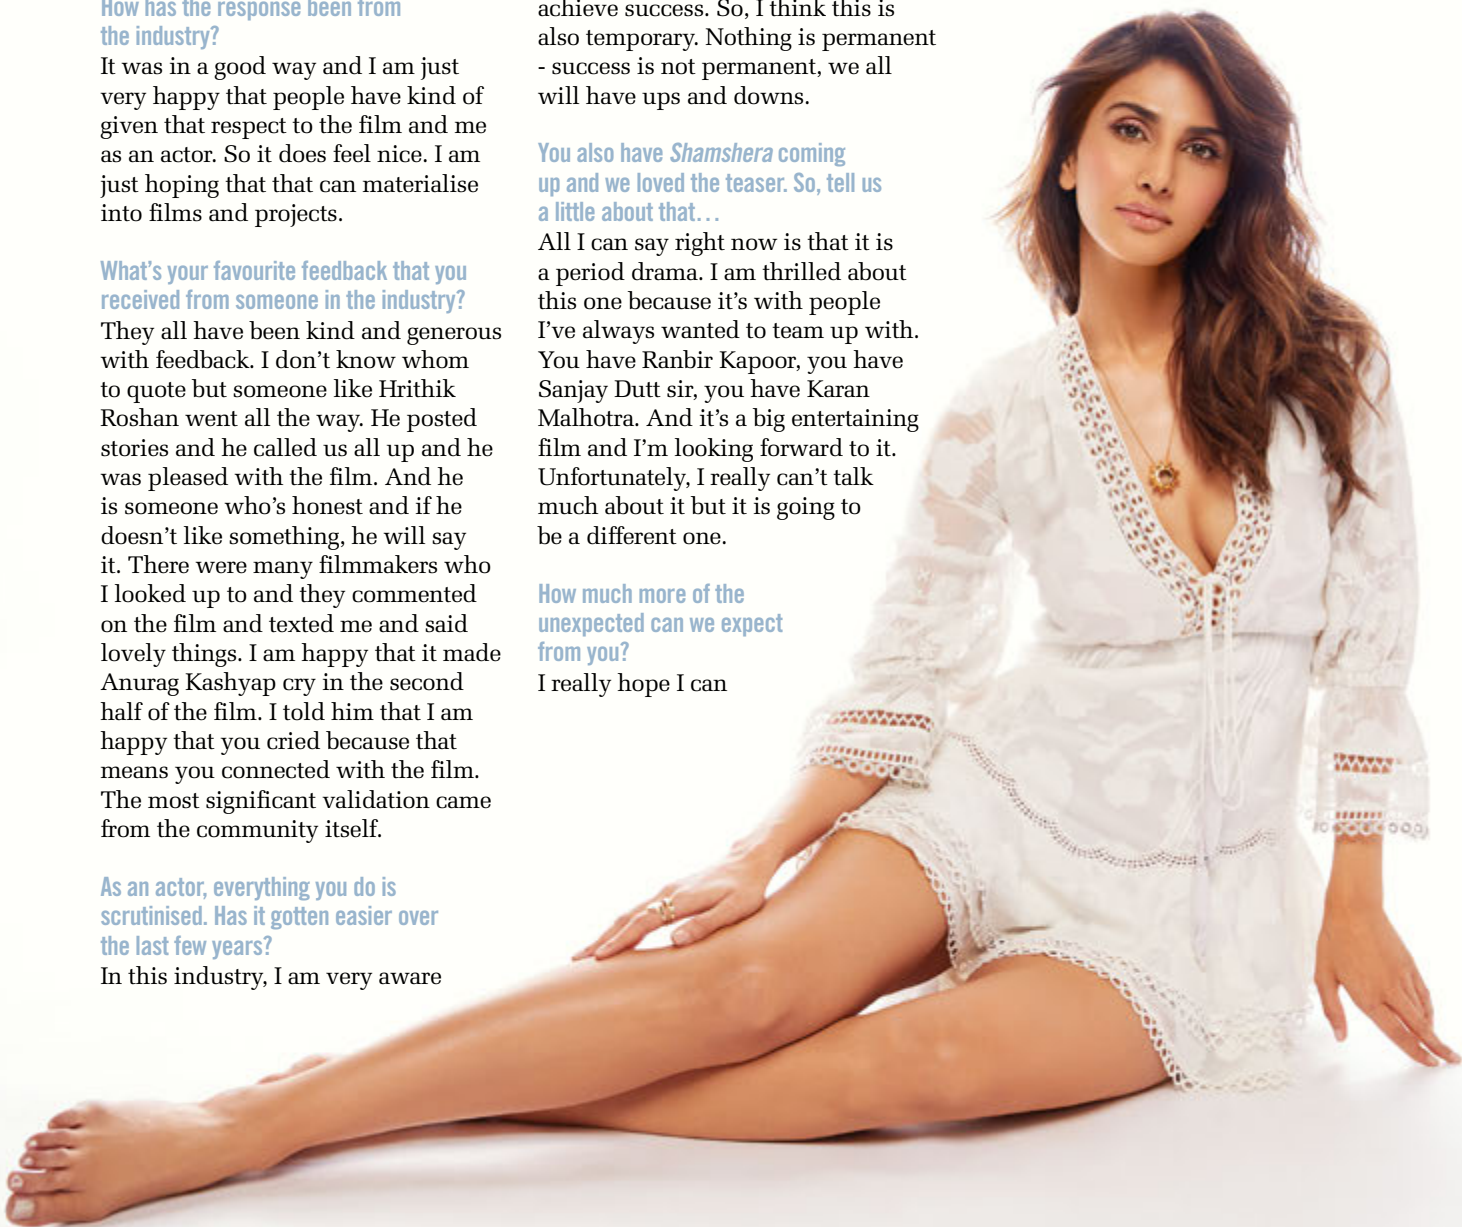 How has the response been from
the industry?
It was in a good way and I am just
very happy that people have kind of
given that respect to the film and me
as an actor. So it does feel nice. I am
just hoping that that can materialise
into films and projects.
What’s your favourite feedback that you
received from someone in the industry?
They all have been kind and generous
with feedback. I don’t know whom
to quote but someone like Hrithik
Roshan went all the way. He posted
stories and he called us all up and he
was pleased with the film. And he
is someone who’s honest and if he
doesn’t like something, he will say
it. There were many filmmakers who
I looked up to and they commented
on the film and texted me and said
lovely things. I am happy that it made
Anurag Kashyap cry in the second
half of the film. I told him that I am
happy that you cried because that
means you connected with the film.
The most significant validation came
from the community itself.
As an actor, everything you do is
scrutinised. Has it gotten easier over
the last few years?
In this industry, I am very aware
achieve success. So, I think this is
also temporary. Nothing is permanent
- success is not permanent, we all
will have ups and downs.
You also have Shamshera coming
up and we loved the teaser. So, tell us
a little about that…
All I can say right now is that it is
a period drama. I am thrilled about
this one because it’s with people
I’ve always wanted to team up with.
You have Ranbir Kapoor, you have
Sanjay Dutt sir, you have Karan
Malhotra. And it’s a big entertaining
film and I’m looking forward to it.
Unfortunately, I really can’t talk
much about it but it is going to
be a different one.
How much more of the
unexpected can we expect
from you?
I really hope I can